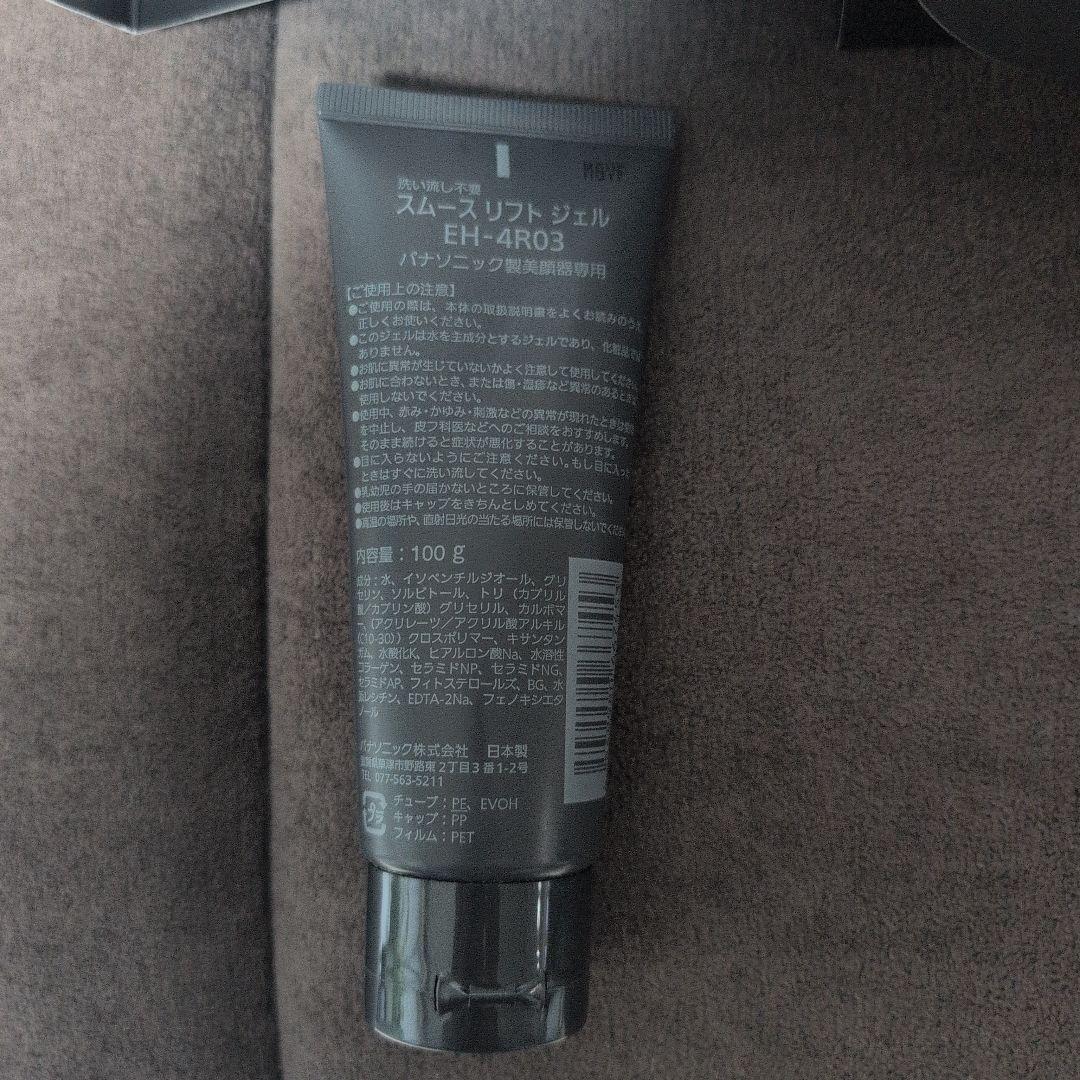 洗い流し不要
スムース リフト ジェル
EH-4R03
パナソニック製美顔器専用
【ご使用上の注意】
●ご使用の際は、本体の取扱説明書をよくお読みのうえ
正しくお使いください。
●このジェルは水を主成分とするジェルであり、化粧品では
ありません。
●お肌に異常が生じていないかよく注意して使用してください。
●お肌に合わないとき、または傷・湿疹など異常のあるときは
使用しないでください。
●使用中、赤み・かゆみ・刺激などの異常が現れたときは使用
を中止し、皮フ科医などへのご相談をおすすめします。
そのまま続けると症状が悪化することがあります。
●目に入らないようにご注意ください。もし目に入った
ときはすぐに洗い流してください。
●乳幼児の手の届かないところに保管してください。
●使用後はキャップをきちんとしめてください。
●高温の場所や、直射日光の当たる場所には保管しないでください
内容量：100 g
成分：水、イソペンチルジオール、グリ
セリン、ソルビトール、トリ（カプリル
酸／カプリン酸）グリセリル、カルボマ
ー、（アクリレーツ／アクリル酸アルキル
（C10-30））クロスポリマー、キサンタン
ガム、水酸化K、ヒアルロン酸Na、水溶性
コラーゲン、セラミドNP、セラミドNG、
セラミドAP、フィトステロールズ、BG、水
添レシチン、EDTA-2Na、フェノキシエタ
ノール
パナソニック株式会社 日本製
滋賀県草津市野路東2丁目3番1-2号
TEL 077-563-5211
プラ
チューブ：PE、EVOH
キャップ：PP
フィルム：PET